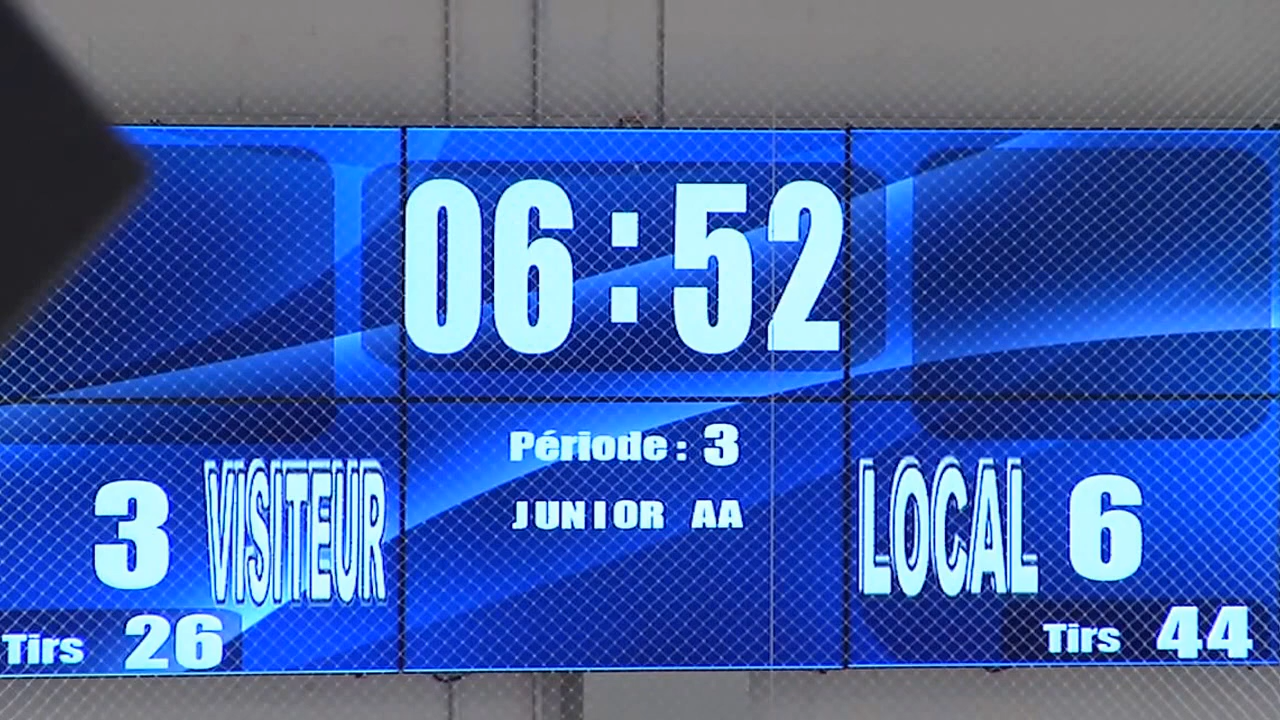 06:52
Période : 3
JUNIOR AA
3 VISITEUR
Tirs 26
LOCAL 6
Tirs 44